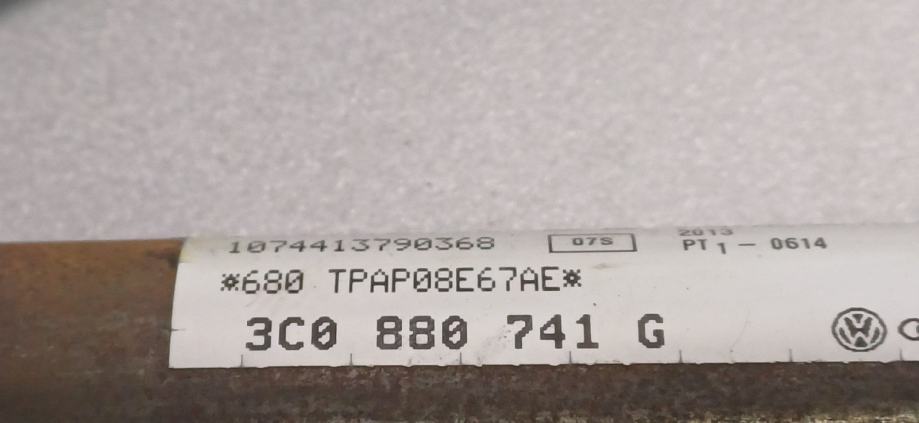 2013
1074413790368 07S PT 1 - 0614
*680 TPAP08E67AE*
3C0 880 741 G